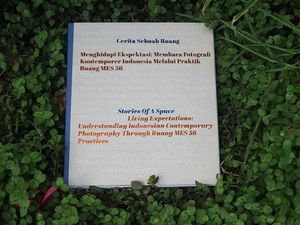 Cerita Sebuah Ruang
Menghidupi Ekspektasi: Membaca Fotografi
Kontemporer Indonesia Melalui Praktik
Ruang MES 56
Stories Of A Space
Living Expectations:
Understanding Indonesian Contemporary
Photography Through Ruang MES 56
Practices